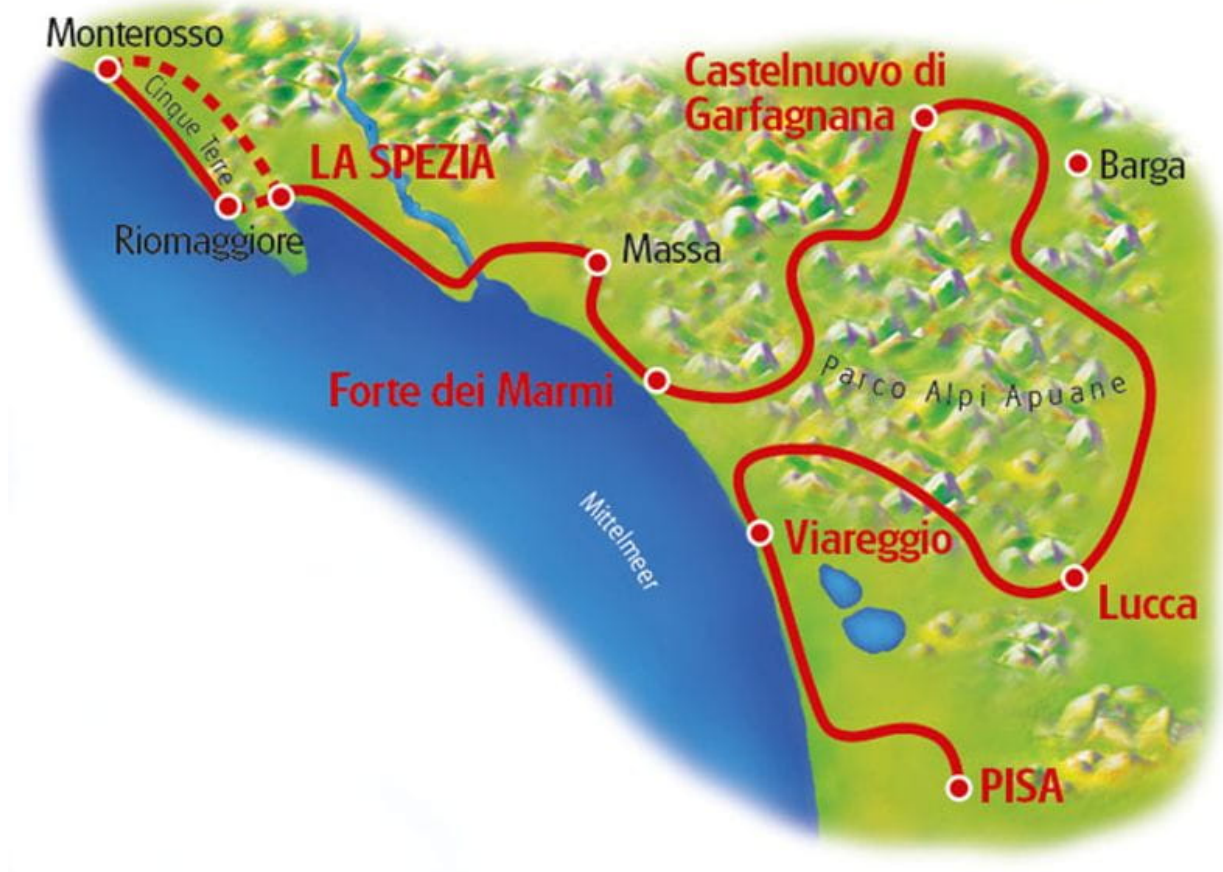 Monterosso
Cinque Terre
LA SPEZIA
Riomaggiore
Castelnuovo di
Garfagnana
Barga
Massa
Forte dei Marmi
Parco Alpi Apuane
Mittelmeer
Viareggio
Lucca
PISA